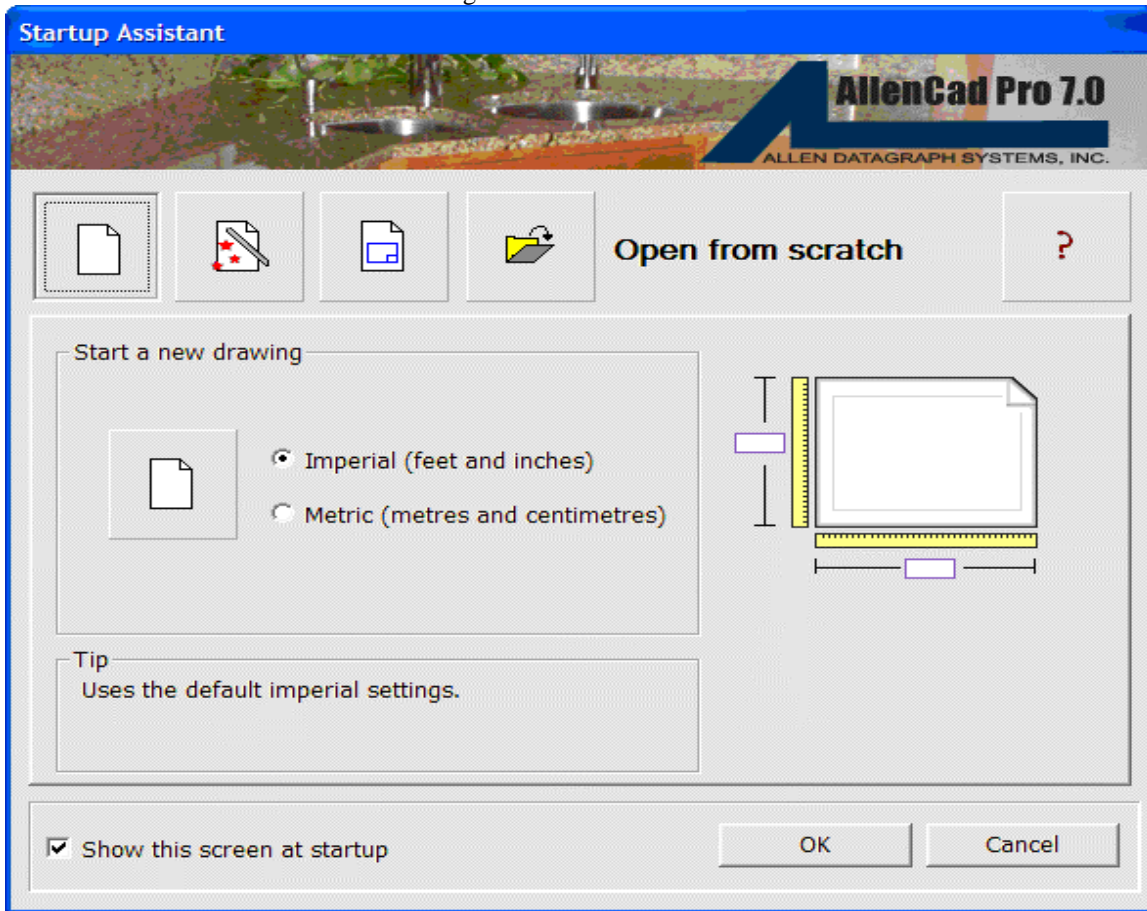 Startup Assistant
AllenCad Pro 7.0
ALLEN DATAGRAPH SYSTEMS, INC.
Open from scratch
?
Start a new drawing
Imperial (feet and inches)
Metric (metres and centimetres)
Tip
Uses the default imperial settings.
Show this screen at startup
OK
Cancel